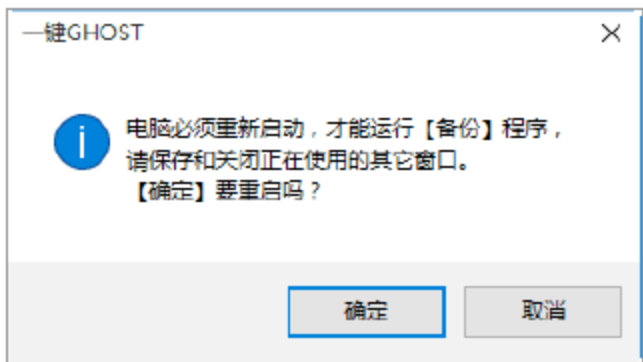 一键GHOST
电脑必须重新启动，才能运行【备份】程序，
请保存和关闭正在使用的其它窗口。
【确定】要重启吗？
确定
取消